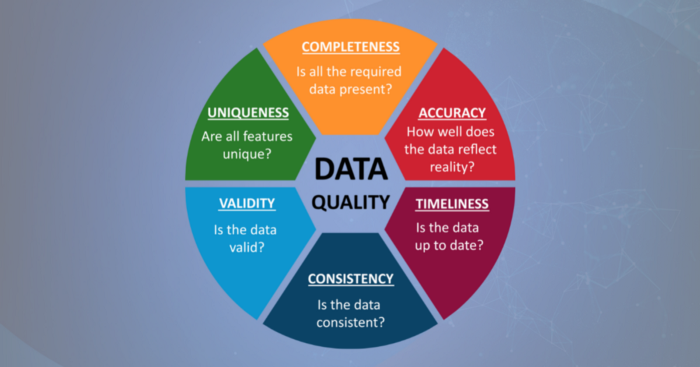 COMPLETENESS
Is all the required
data present?
UNIQUENESS
Are all features
unique?
ACCURACY
How well does
the data reflect
reality?
DATA
QUALITY
VALIDITY
Is the data
valid?
TIMELINESS
Is the data
up to date?
CONSISTENCY
Is the data
consistent?